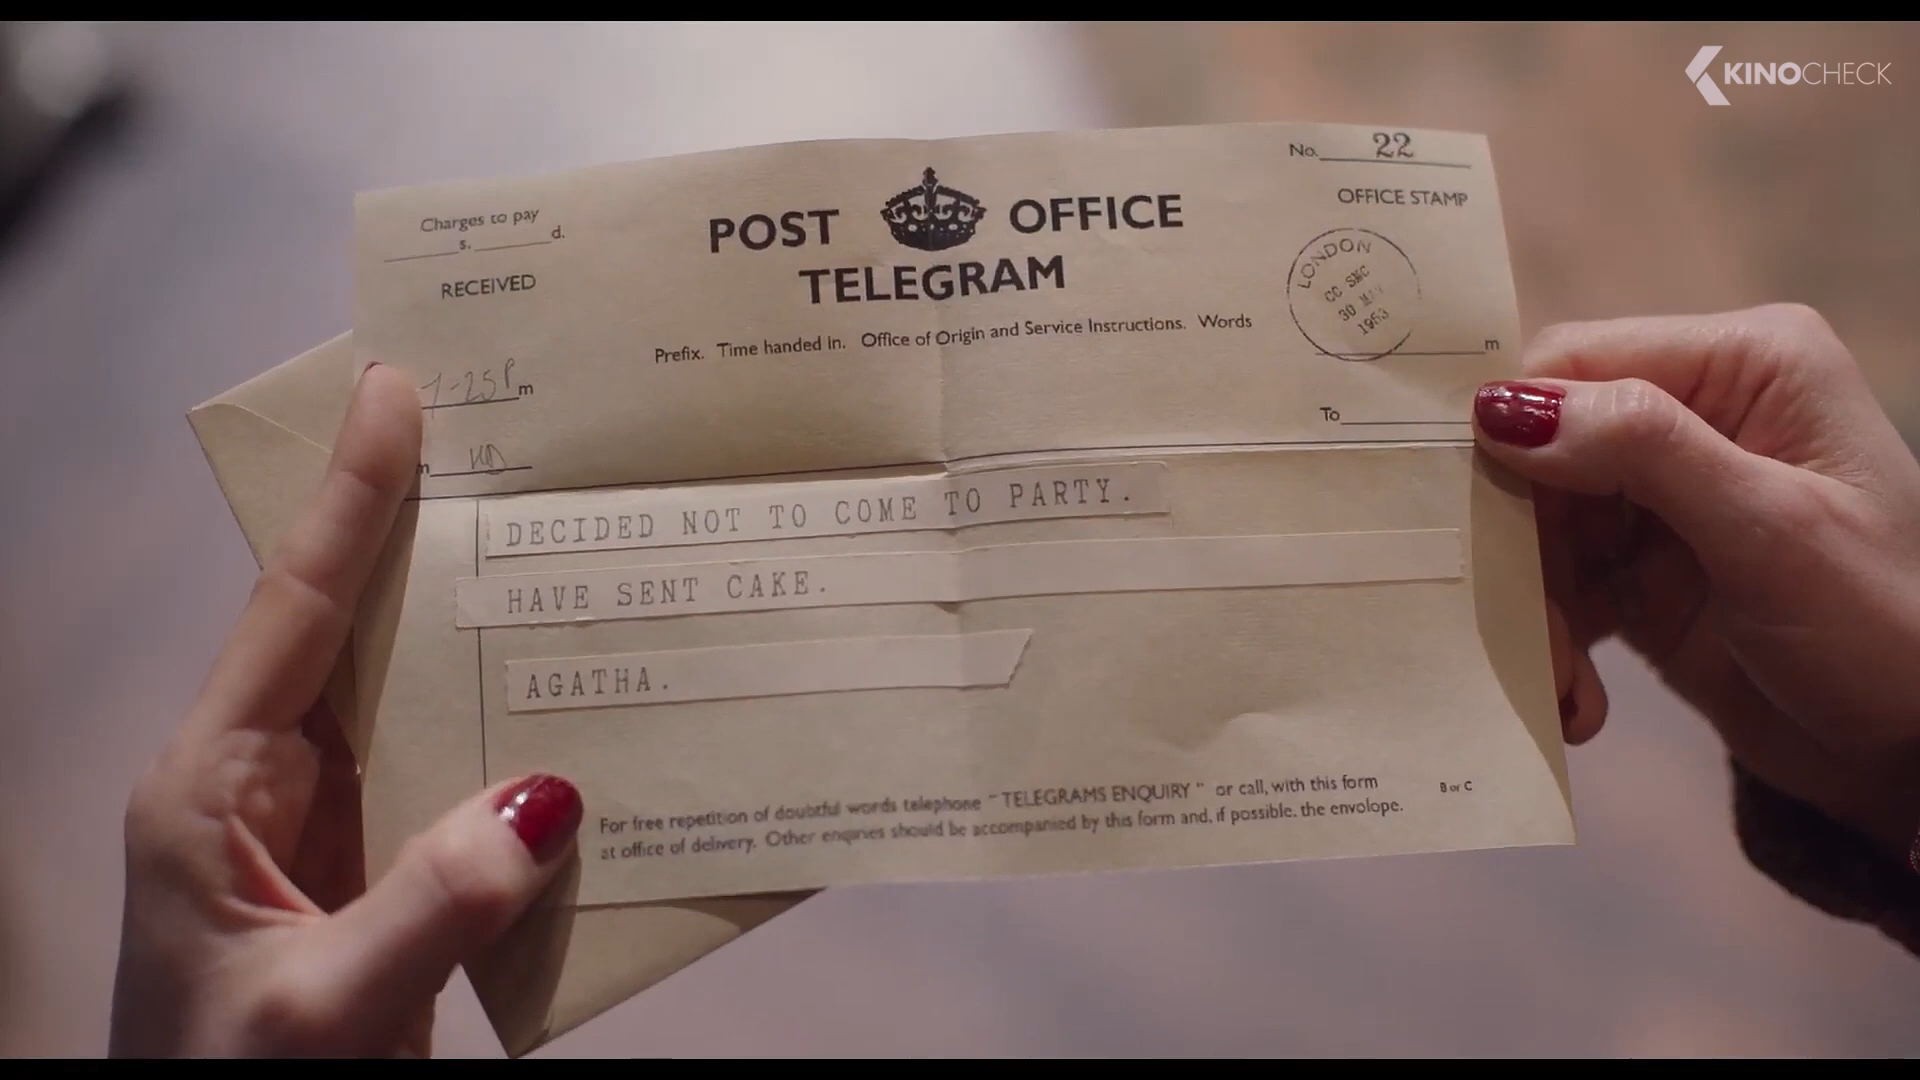 KINOCHECK
No. 22
OFFICE STAMP
LONDON
30
Charges to pay
s. d.
RECEIVED
POST OFFICE
TELEGRAM
Prefix. Time handed in. Office of Origin and Service Instructions. Words
m
m
To
DECIDED NOT TO COME TO PARTY.
HAVE SENT CAKE.
AGATHA.
For free repetition of doubtful words telephone "TELEGRAMS ENQUIRY" or call, with this form
at office of delivery. Other enqiries should be accompanied by this form and, if possible, the envolope.
B or C